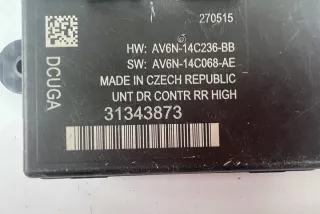 270515
HW: AV6N-14C236-BB
SW: AV6N-14C068-AE
MADE IN CZECH REPUBLIC
UNT DR CONTR RR HIGH
31343873
DCUGA